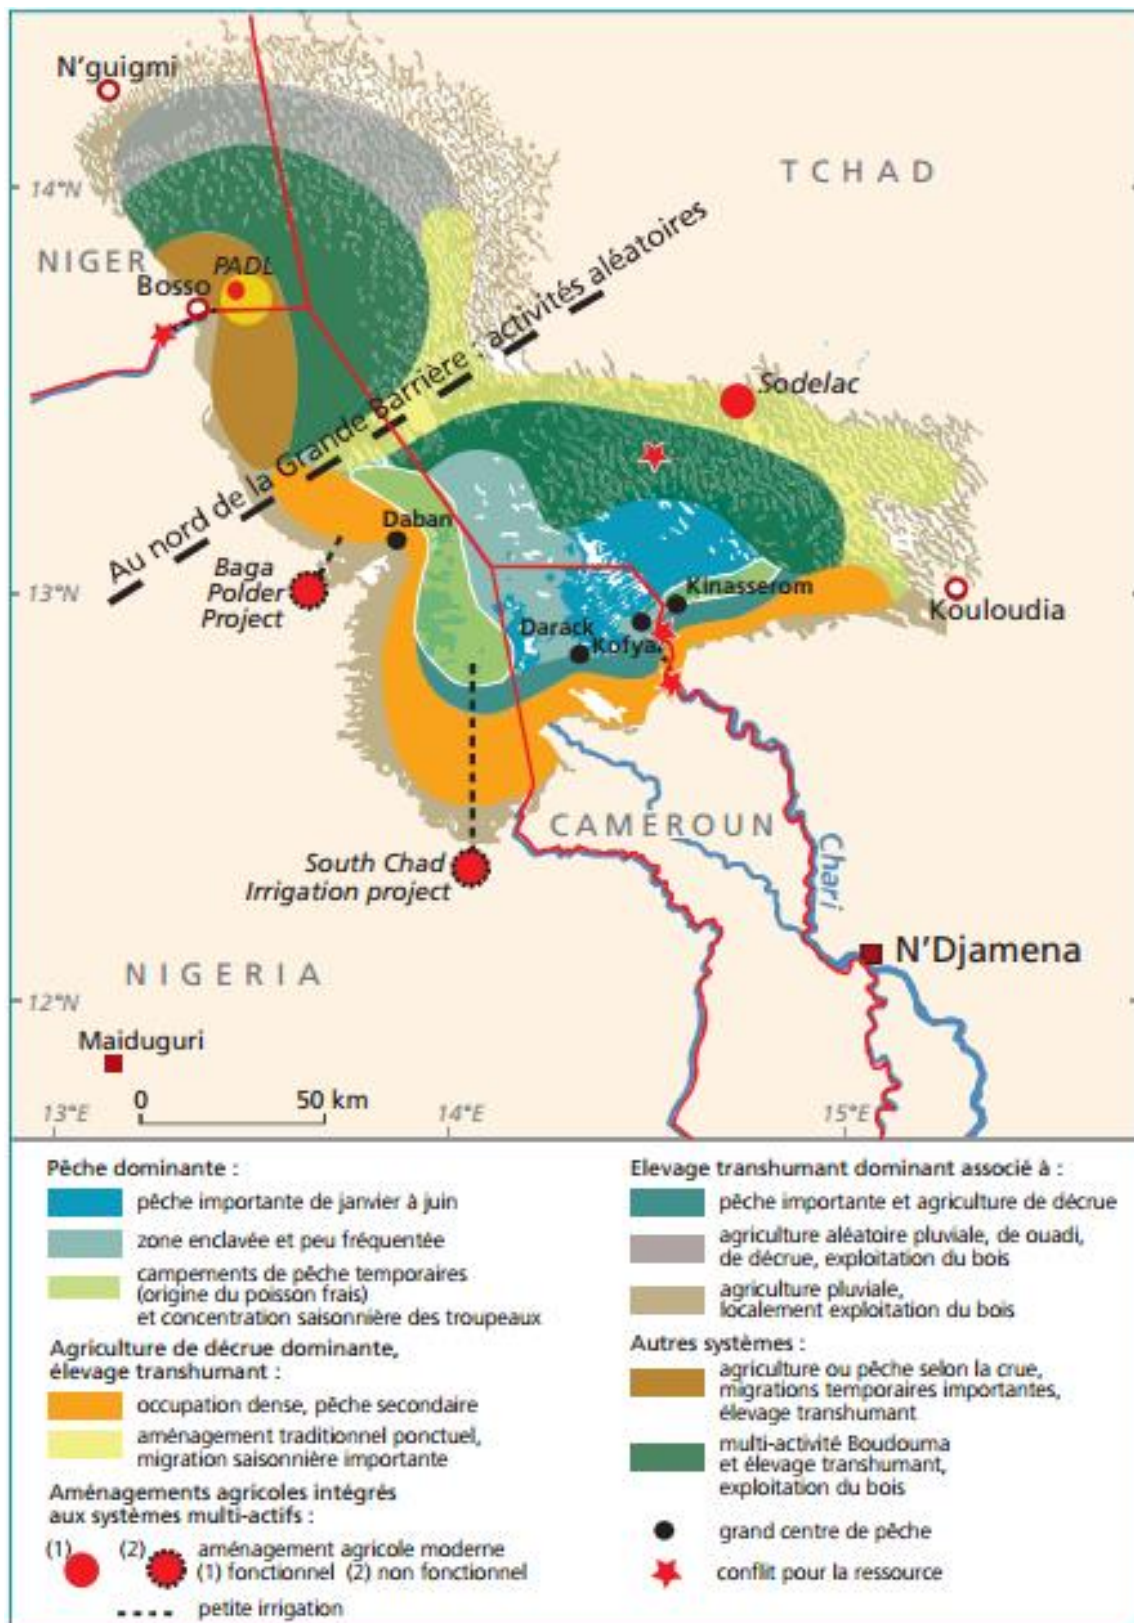 N'guigmi
TCHAD
14°N
NIGER
PADL
Bosso
Au nord de la Grande Barrière : activités aléatoires
Sodelac
Daban
Baga
Polder
Project
13°N
Kinasserom
Kouloudia
Darack
Kofya
CAMEROUN
South Chad
Irrigation project
Chari
N'Djamena
NIGERIA
12°N
Maiduguri
0 50 km
13°E 14°E 15°E
Pêche dominante :
pêche importante de janvier à juin
zone enclavée et peu fréquentée
campements de pêche temporaires
(origine du poisson frais)
et concentration saisonnière des troupeaux
Agriculture de décrue dominante,
élevage transhumant :
occupation dense, pêche secondaire
aménagement traditionnel ponctuel,
migration saisonnière importante
Aménagements agricoles intégrés
aux systèmes multi-actifs :
(1) (2) aménagement agricole moderne
(1) fonctionnel (2) non fonctionnel
petite irrigation
Elevage transhumant dominant associé à :
pêche importante et agriculture de décrue
agriculture aléatoire pluviale, de ouadi,
de décrue, exploitation du bois
agriculture pluviale,
localement exploitation du bois
Autres systèmes :
agriculture ou pêche selon la crue,
migrations temporaires importantes,
élevage transhumant
multi-activité Boudouma
et élevage transhumant,
exploitation du bois
grand centre de pêche
conflit pour la ressource